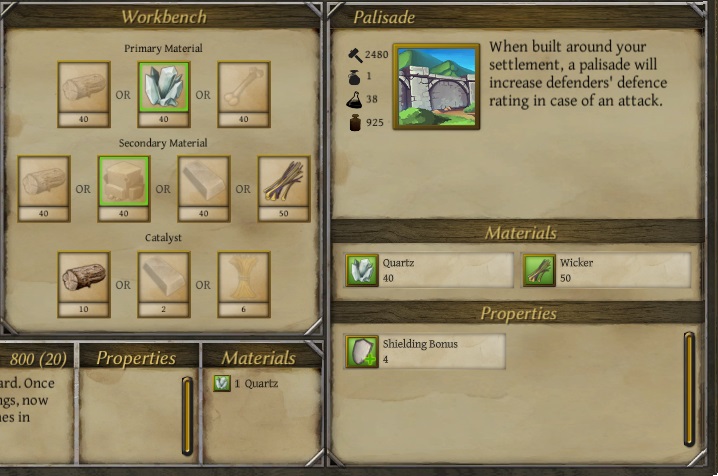 Workbench
Primary Material
OR OR
40 40 40
Secondary Material
OR OR OR
40 40 40 50
Catalyst
OR OR
10 2 6
800 (20)
ard. Once
ngs, now
nes in
Properties
Materials
1 Quartz
Palisade
2480
1
38
925
When built around your
settlement, a palisade will
increase defenders' defence
rating in case of an attack.
Materials
Quartz
40
Wicker
50
Properties
Shielding Bonus
4